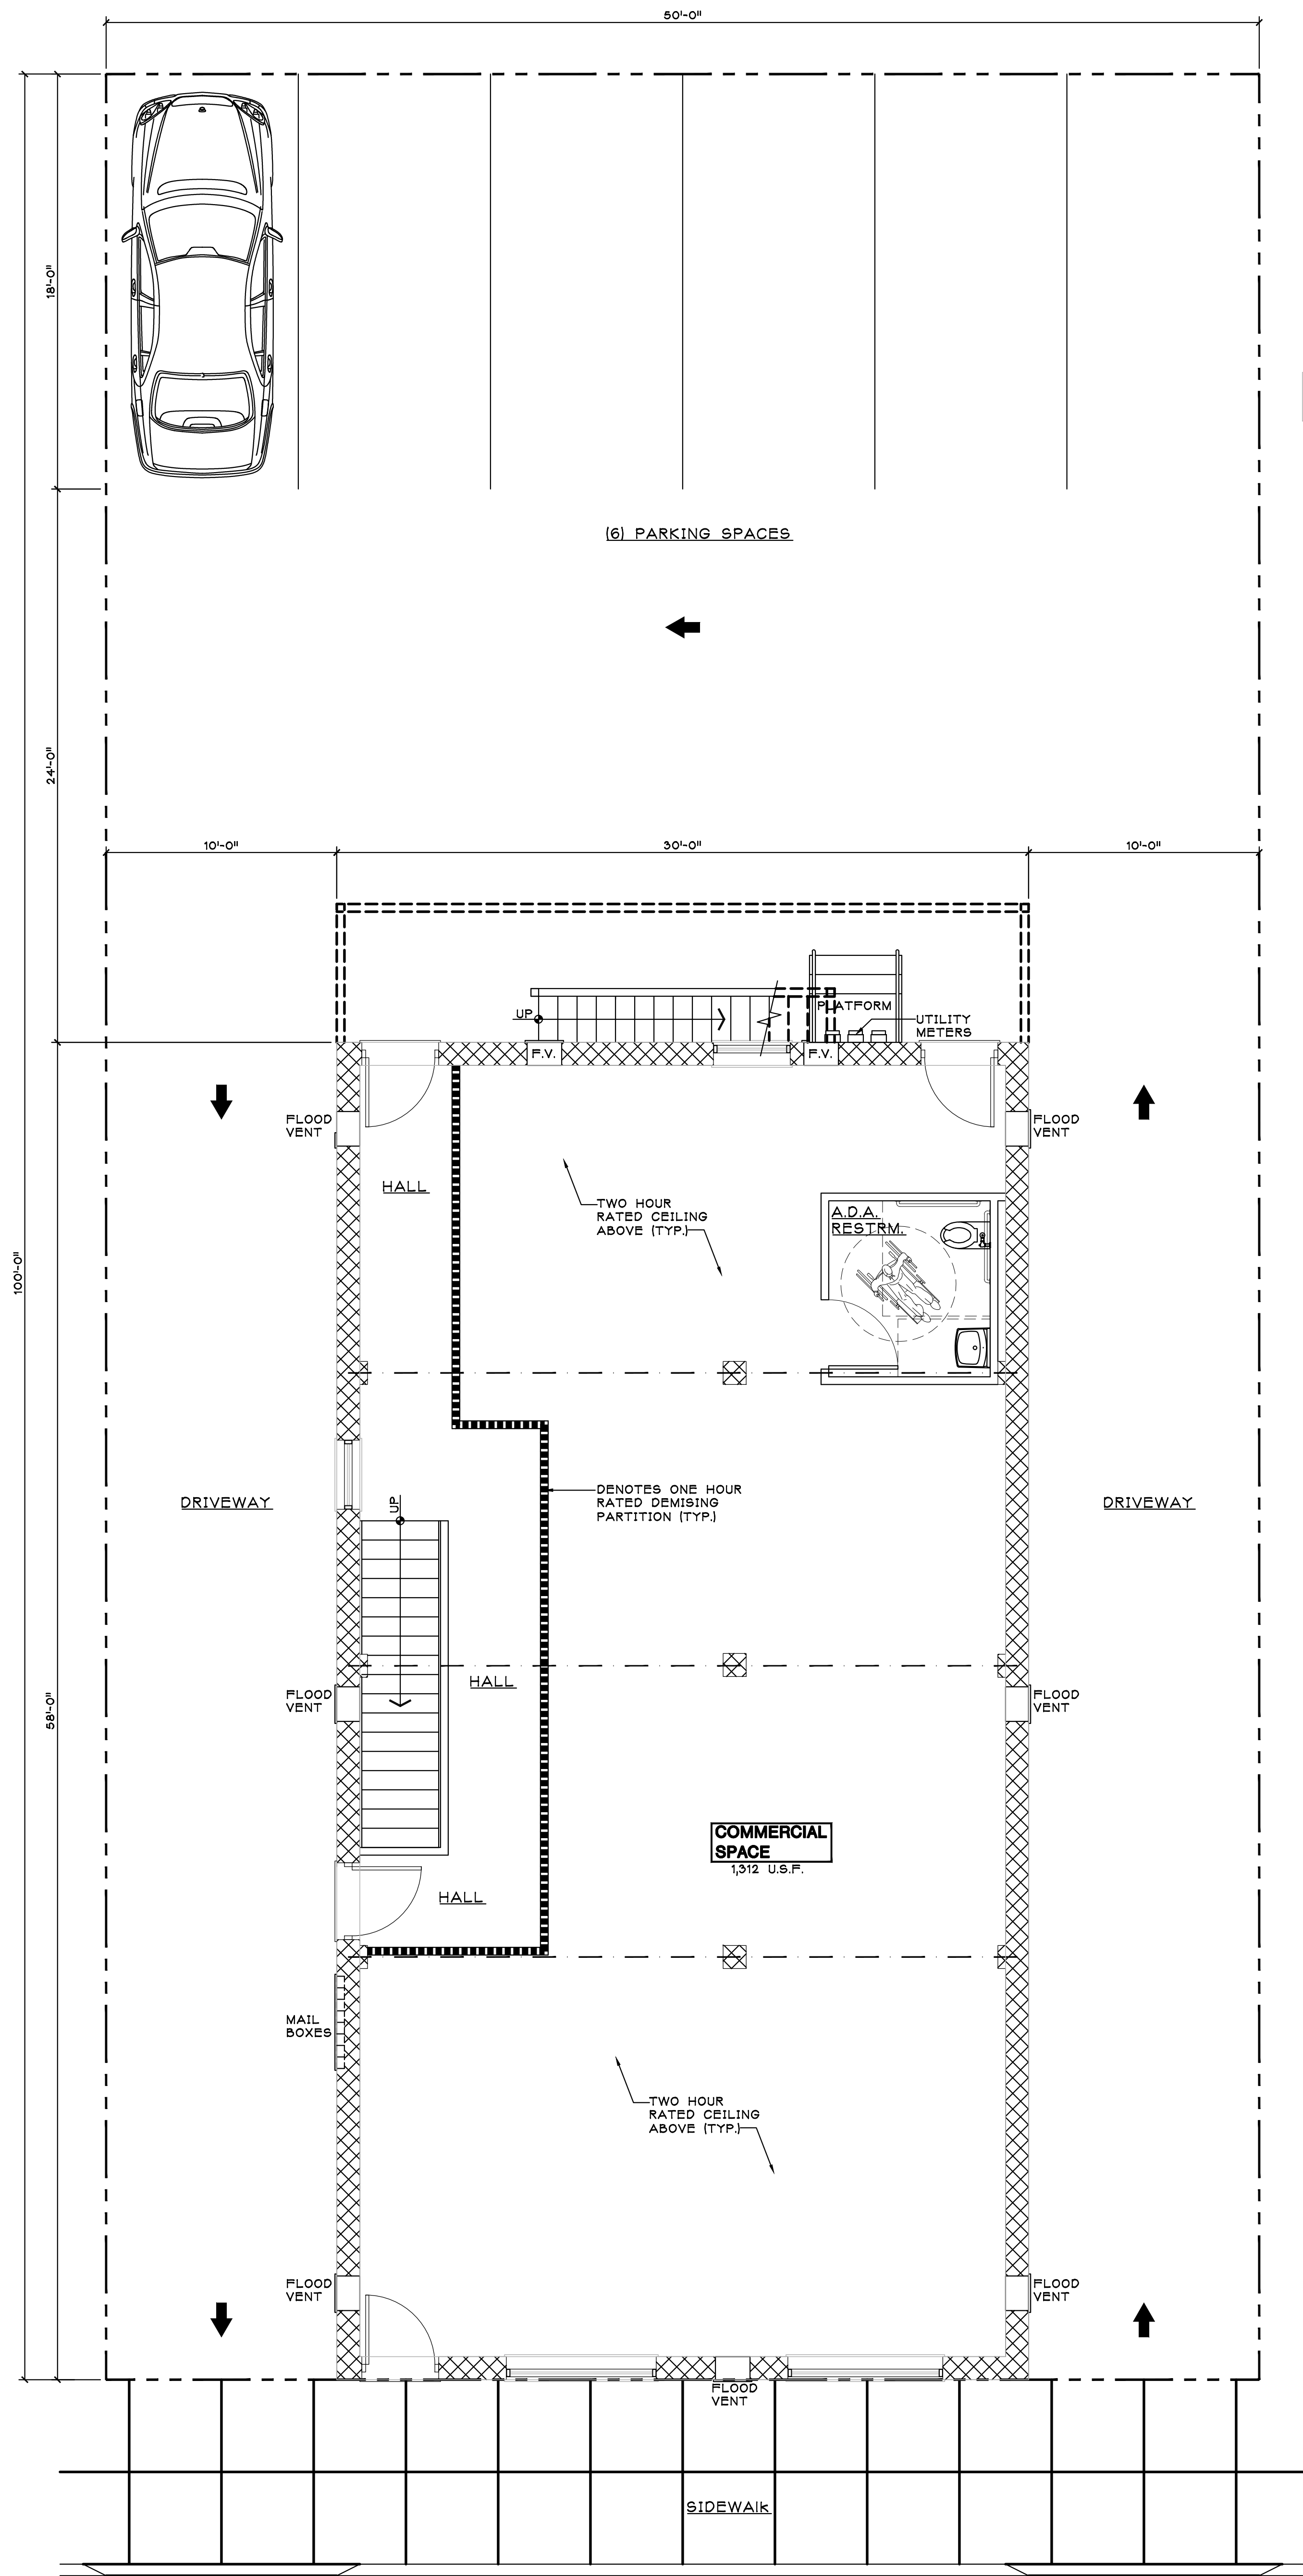 50'-0"
18'-0"
(6) PARKING SPACES
24'-0"
10'-0"
30'-0"
10'-0"
PLATFORM
UP
UTILITY
METERS
F.V.
F.V.
FLOOD
VENT
FLOOD
VENT
HALL
TWO HOUR
RATED CEILING
ABOVE (TYP.)
A.D.A.
RESTRM.
100'-0"
DENOTES ONE HOUR
RATED DEMISING
PARTITION (TYP.)
UP
DRIVEWAY
DRIVEWAY
HALL
FLOOD
VENT
FLOOD
VENT
58'-0"
COMMERCIAL
SPACE
1,312 U.S.F.
HALL
MAIL
BOXES
TWO HOUR
RATED CEILING
ABOVE (TYP.)
FLOOD
VENT
FLOOD
VENT
FLOOD
VENT
SIDEWAlk